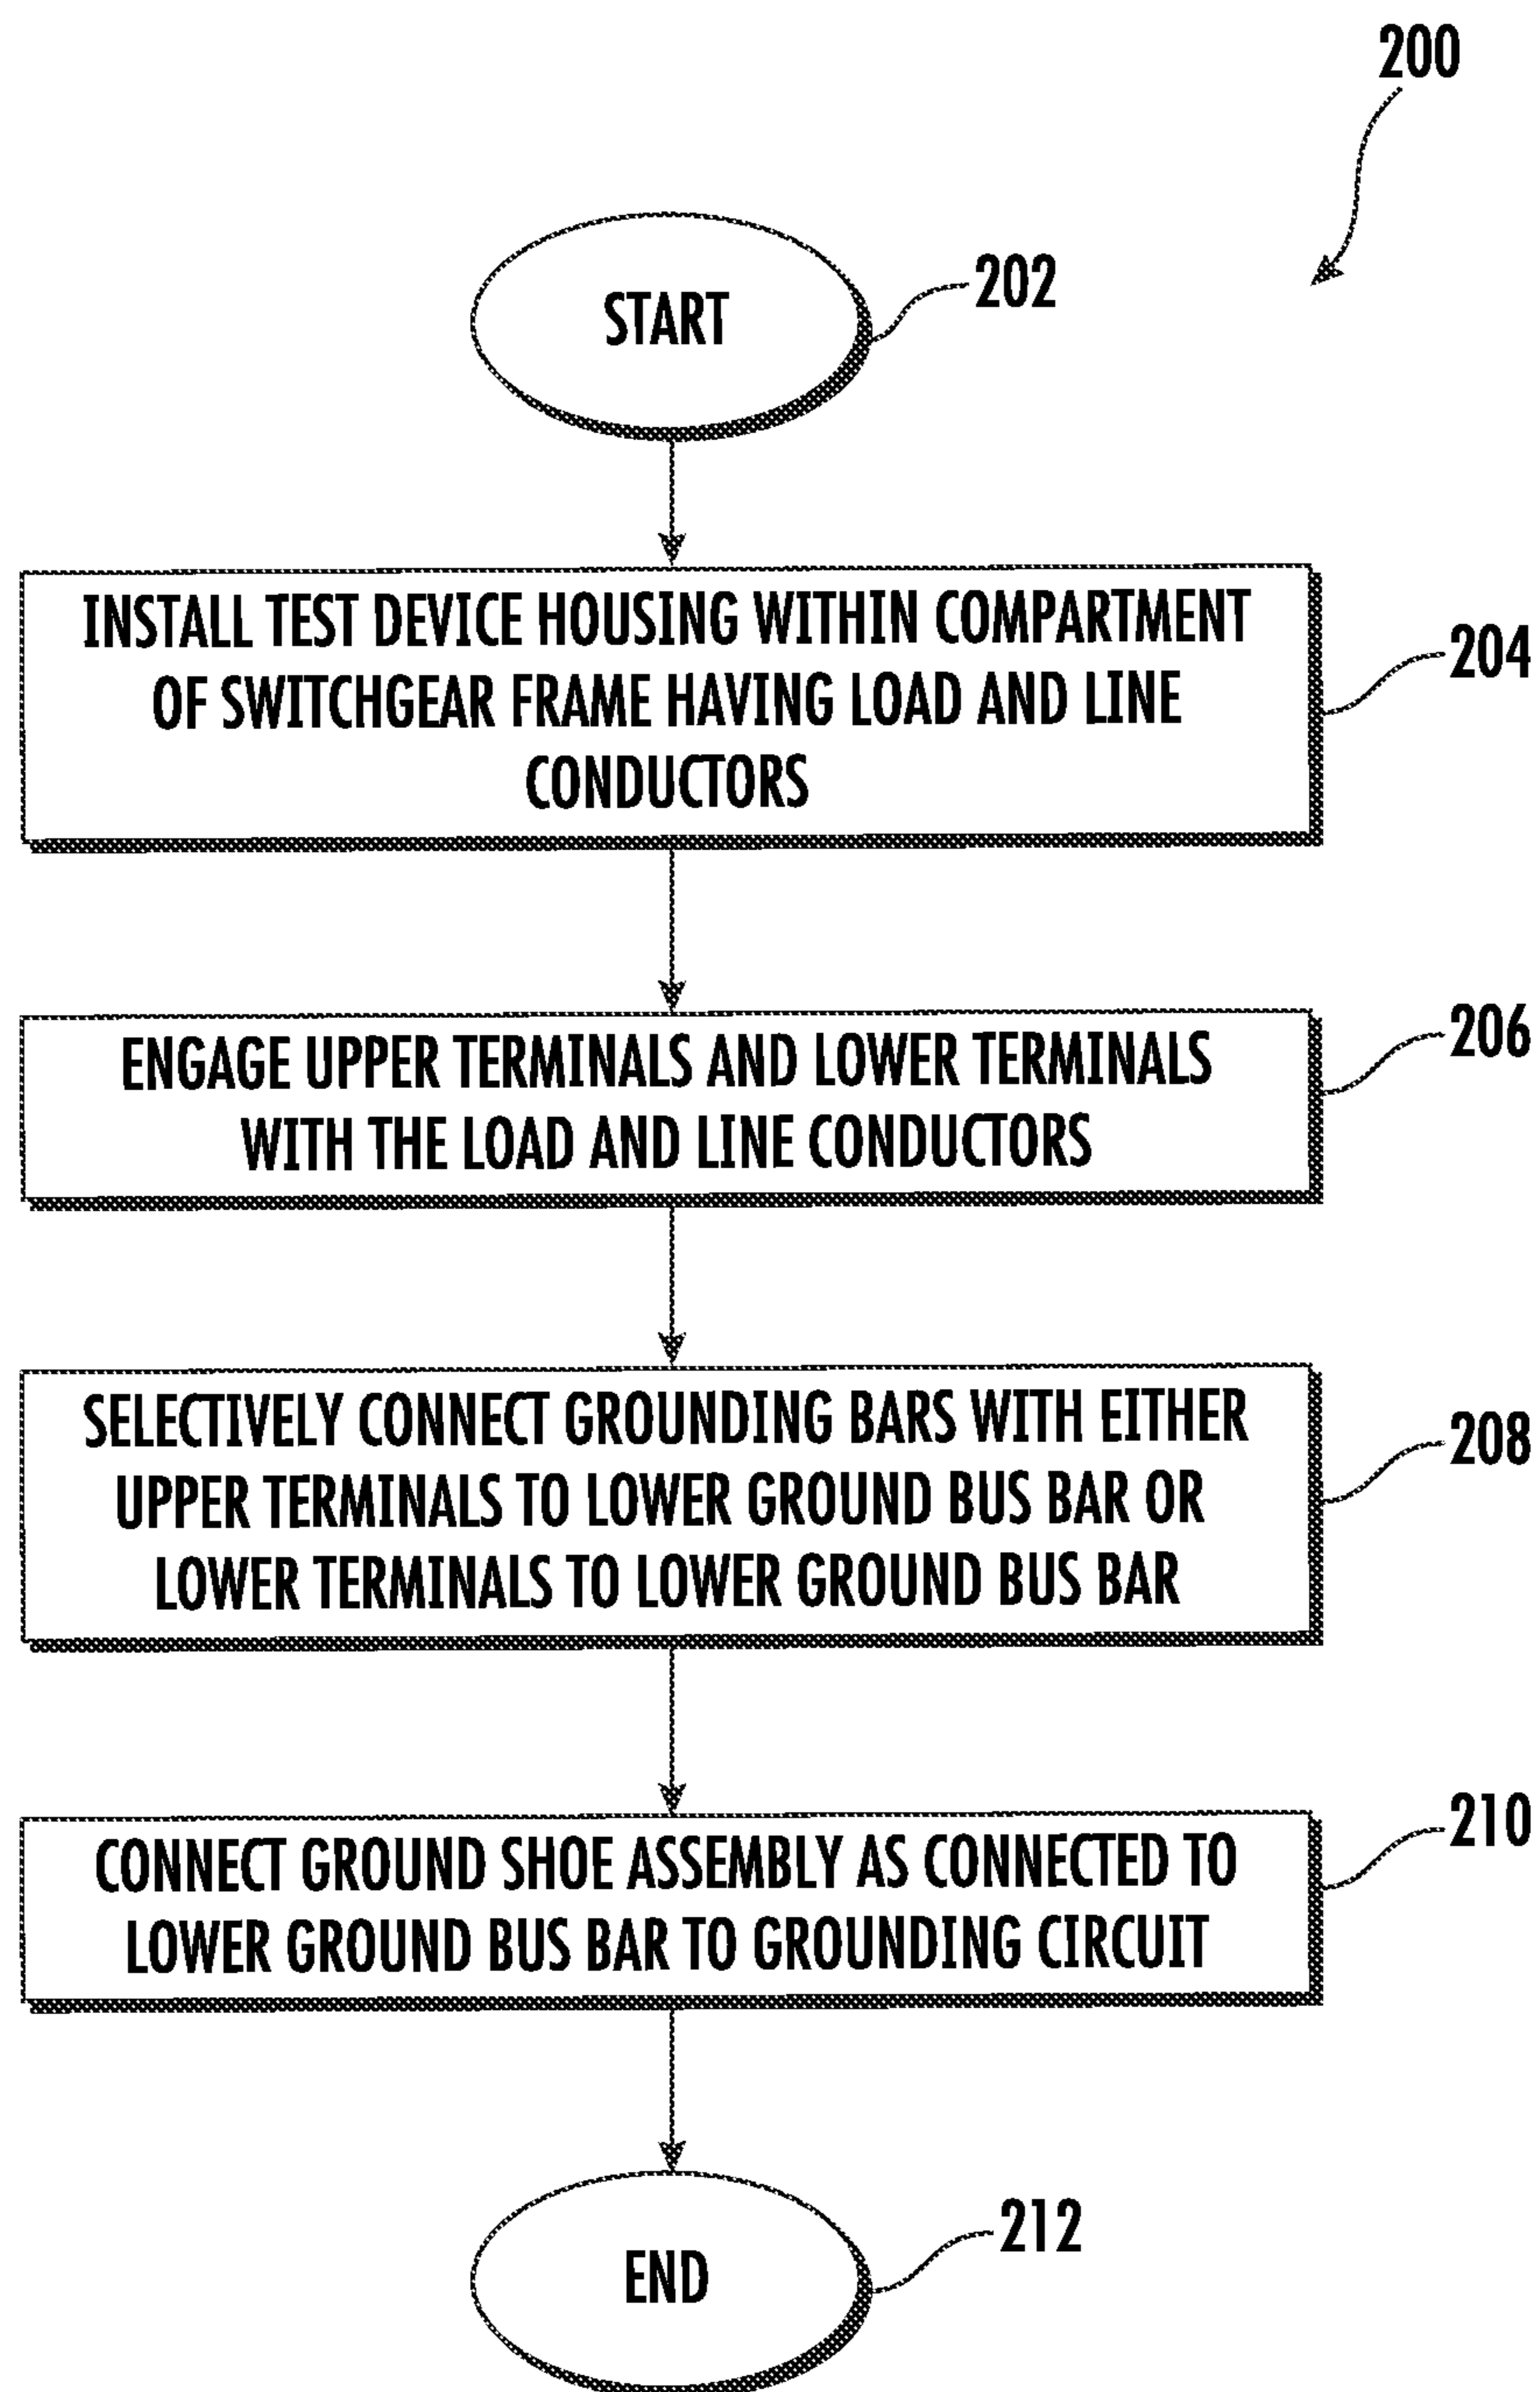 200
START
202
INSTALL TEST DEVICE HOUSING WITHIN COMPARTMENT
OF SWITCHGEAR FRAME HAVING LOAD AND LINE
CONDUCTORS
204
ENGAGE UPPER TERMINALS AND LOWER TERMINALS
WITH THE LOAD AND LINE CONDUCTORS
206
SELECTIVELY CONNECT GROUNDING BARS WITH EITHER
UPPER TERMINALS TO LOWER GROUND BUS BAR OR
LOWER TERMINALS TO LOWER GROUND BUS BAR
208
CONNECT GROUND SHOE ASSEMBLY AS CONNECTED TO
LOWER GROUND BUS BAR TO GROUNDING CIRCUIT
210
END
212